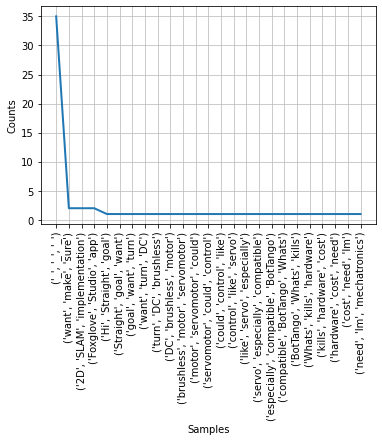 Counts
35
30
25
20
15
10
5
0
('_', '_', '_')
('want', 'make', 'sure')
('2D', 'SLAM', 'implementation')
('Foxglove', 'Studio', 'app')
('Hi', 'Straight', 'goal')
('Straight', 'goal', 'want')
('goal', 'want', 'turn')
('want', 'turn', 'DC')
('turn', 'DC', 'brushless')
('DC', 'brushless', 'motor')
('brushless', 'motor', 'servomotor')
('motor', 'servomotor', 'could')
('servomotor', 'could', 'control')
('could', 'control', 'like')
('control', 'like', 'servo')
('like', 'servo', 'especially')
('servo', 'especially', 'compatible')
('especially', 'compatible', 'BotTango')
('compatible', 'BotTango', 'Whats')
('BotTango', 'Whats', 'kills')
('Whats', 'kills', 'hardware')
('kills', 'hardware', 'cost')
('hardware', 'cost', 'need')
('cost', 'need', 'Im')
('need', 'Im', 'mechatronics')
Samples